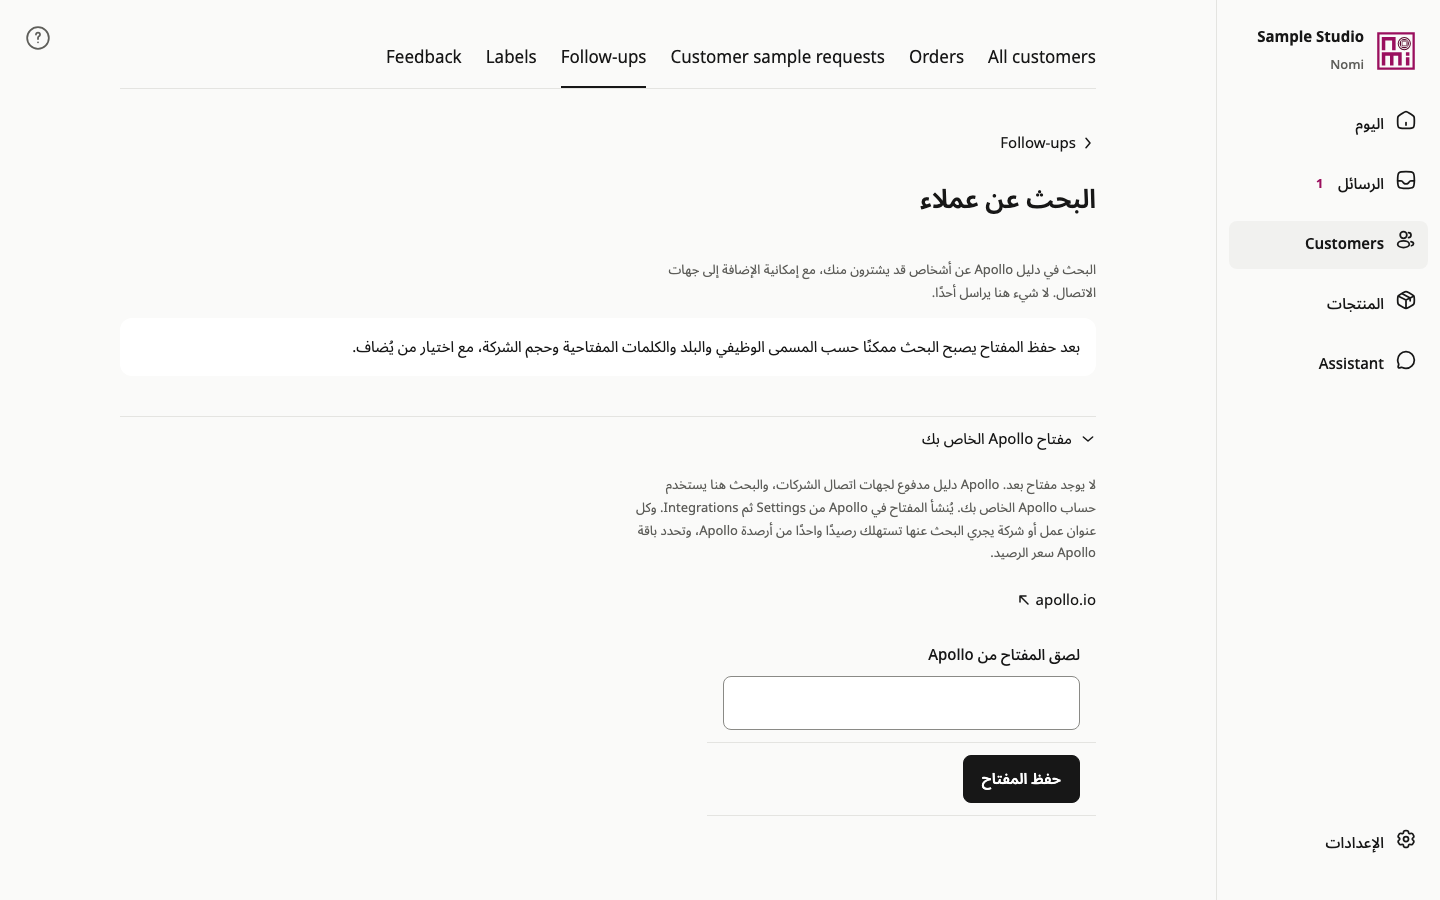 Sample Studio
Nomi
اليوم
الرسائل 1
Customers
المنتجات
Assistant
الإعدادات
All customers
Orders
Customer sample requests
Follow-ups
Labels
Feedback
Follow-ups
البحث عن عملاء
البحث في دليل Apollo عن أشخاص قد يشترون منك، مع إمكانية الإضافة إلى جهات
الاتصال. لا شيء هنا يراسل أحدًا.
بعد حفظ المفتاح يصبح البحث ممكنًا حسب المسمى الوظيفي والبلد والكلمات المفتاحية وحجم الشركة، مع اختيار من يُضاف.
مفتاح Apollo الخاص بك
لا يوجد مفتاح بعد. Apollo دليل مدفوع لجهات اتصال الشركات، والبحث هنا يستخدم
حساب Apollo الخاص بك. يُنشأ المفتاح في Apollo من Settings ثم Integrations. وكل
عنوان عمل أو شركة يجري البحث عنها تستهلك رصيدًا واحدًا من أرصدة Apollo، وتحدد باقة
Apollo سعر الرصيد.
apollo.io
لصق المفتاح من Apollo
حفظ المفتاح